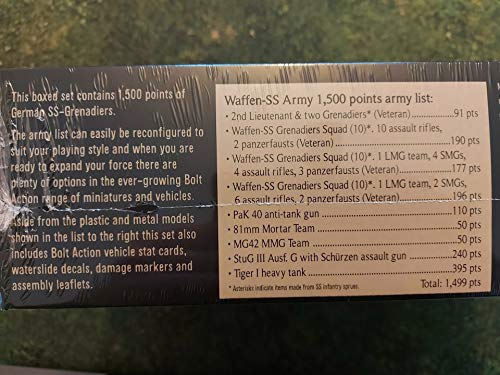 This boxed set contains 1,500 points of
German SS-Grenadiers.
The army list can easily be reconfigured to
suit your playing style and when you are
ready to expand your force there are
plenty of options in the ever-growing Bolt
Action range of miniatures and vehicles.
Aside from the plastic and metal models
shown in the list to the right this set also
includes Bolt Action vehicle stat cards,
waterslide decals, damage markers and
assembly leaflets.
Waffen-SS Army 1,500 points army list:
• 2nd Lieutenant & two Grenadiers* (Veteran) 91 pts
• Waffen-SS Grenadiers Squad (10)*. 10 assault rifles,
2 panzerfausts (Veteran) 190 pts
• Waffen-SS Grenadiers Squad (10)*. 1 LMG team, 4 SMGs,
4 assault rifles, 3 panzerfausts (Veteran) 177 pts
• Waffen-SS Grenadiers Squad (10)*. 1 LMG team, 2 SMGs,
6 assault rifles, 2 panzerfausts (Veteran) 196 pts
• PaK 40 anti-tank gun 110 pts
• 81mm Mortar Team 50 pts
• MG42 MMG Team 50 pts
• StuG III Ausf. G with Schürzen assault gun 240 pts
• Tiger I heavy tank 395 pts
* Asterisks indicate items made from SS infantry sprues. Total: 1,499 pts